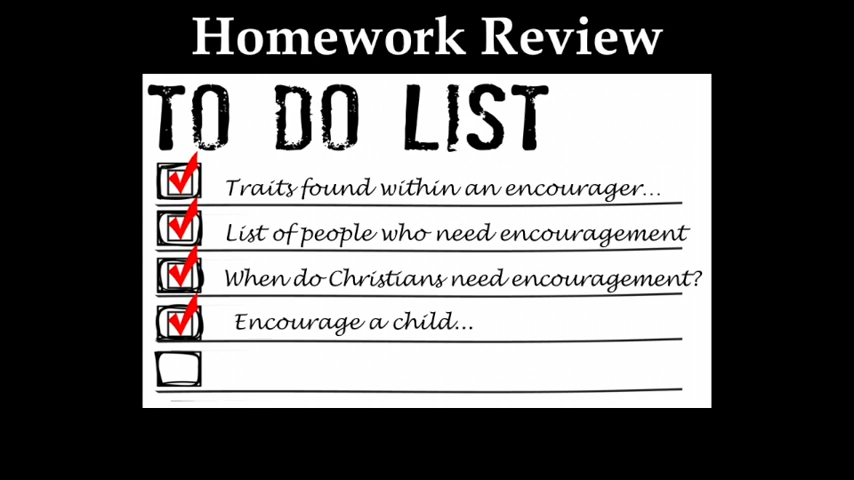 Homework Review
TO DO LIST
Traits found within an encourager...
List of people who need encouragement
When do Christians need encouragement?
Encourage a child...